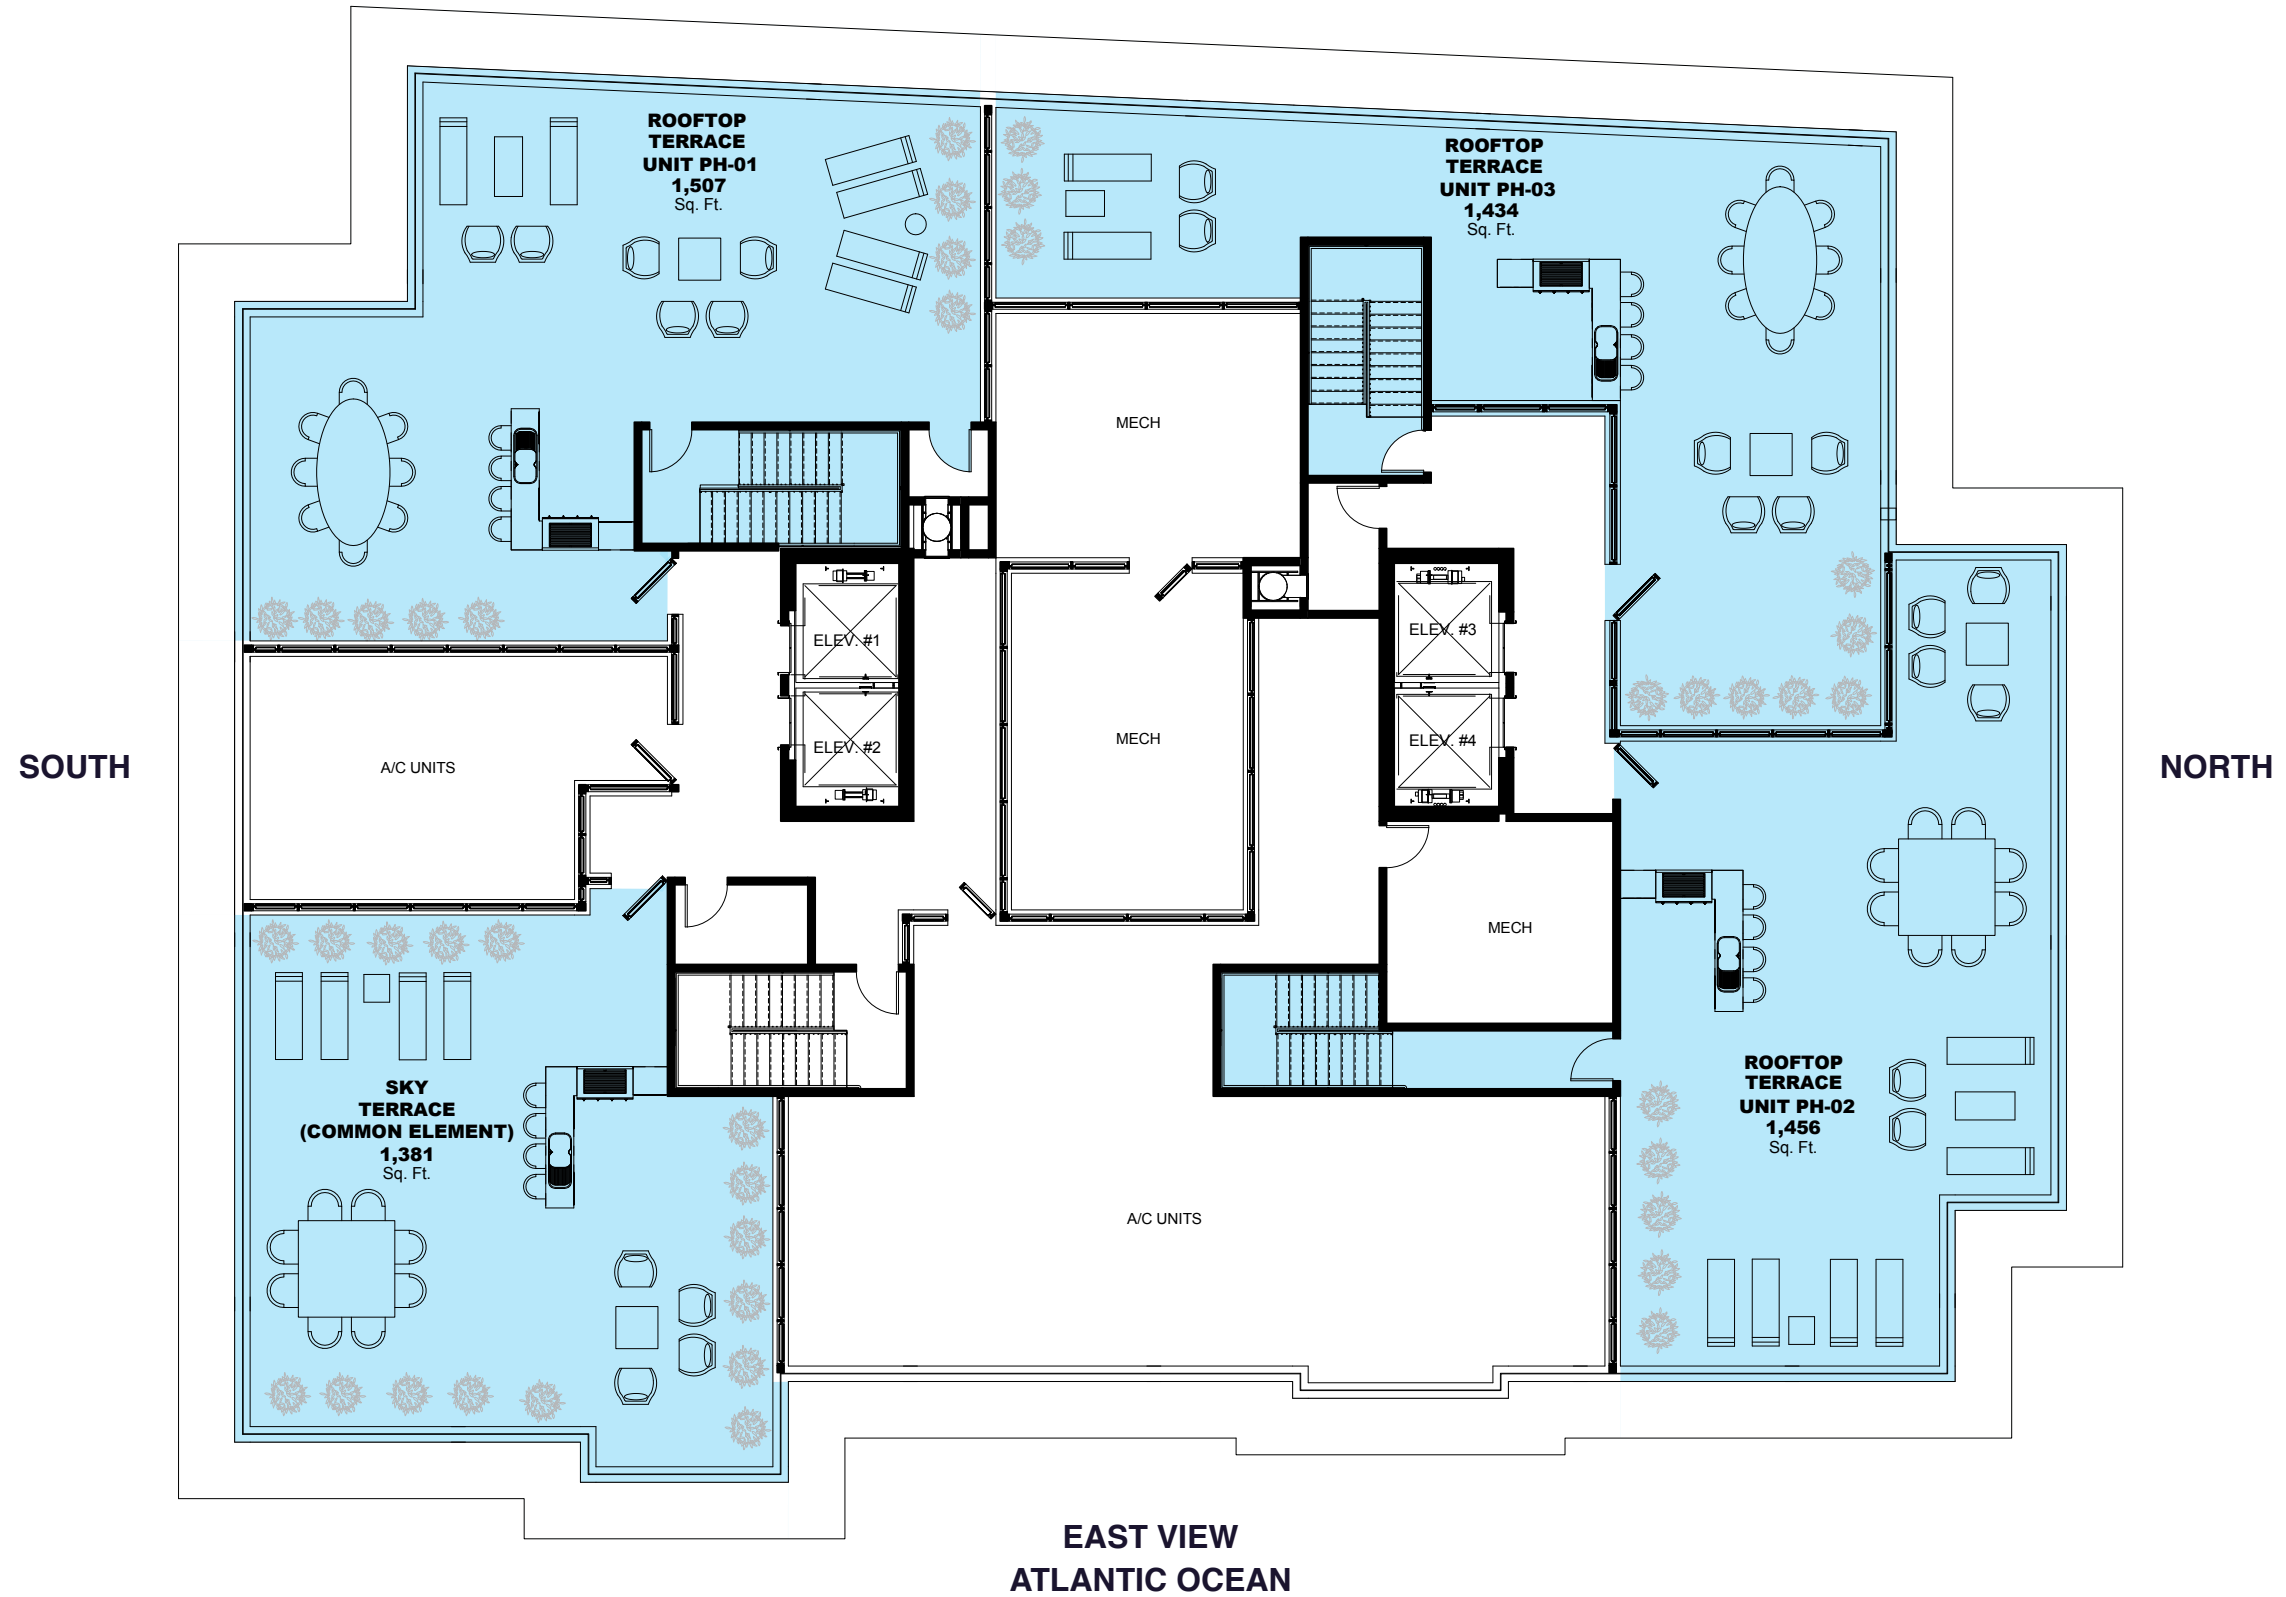 ROOFTOP
TERRACE
UNIT PH-01
1,507
Sq. Ft.
ROOFTOP
TERRACE
UNIT PH-03
1,434
Sq. Ft.
MECH
ELEV. #1
ELEV. #2
ELEV. #3
ELEV. #4
MECH
A/C UNITS
SOUTH
NORTH
MECH
SKY
TERRACE
(COMMON ELEMENT)
1,381
Sq. Ft.
ROOFTOP
TERRACE
UNIT PH-02
1,456
Sq. Ft.
A/C UNITS
EAST VIEW
ATLANTIC OCEAN